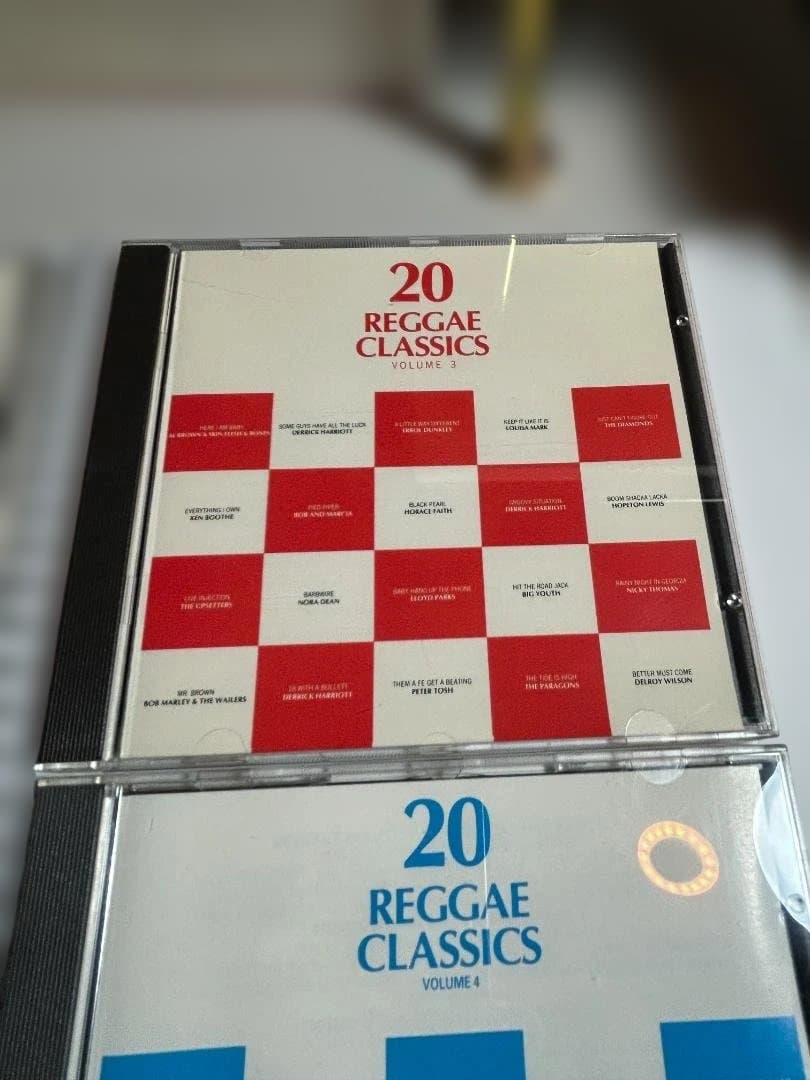 20
REGGAE
CLASSICS
VOLUME 3
HERE I AM BABY
AL BROWN & SKIN, FLESH & BONES
SOME GUYS HAVE ALL THE LUCK
DERRICK HARRIOTT
A LITTLE WAY DIFFERENT
ERROL DUNKLEY
KEEP IT LIKE IT IS
LOUISA MARK
JUST CAN'T FIGURE OUT
THE DIAMONDS
EVERYTHING I OWN
KEN BOOTHE
PIED PIPER
BOB AND MARCIA
BLACK PEARL
HORACE FAITH
GROOVY SITUATION
DERRICK HARRIOTT
BOOM SHACKA LACKA
HOPETON LEWIS
LIVE INJECTION
THE UPSETTERS
BARBWIRE
NORA DEAN
BABY HANG UP THE PHONE
LLOYD PARKS
HIT THE ROAD JACK
BIG YOUTH
RAINY NIGHT IN GEORGIA
NICKY THOMAS
MR. BROWN
BOB MARLEY & THE WAILERS
18 WITH A BULLET
DERRICK HARRIOTT
THEM A FE GET A BEATING
PETER TOSH
THE TIDE IS HIGH
THE PARAGONS
BETTER MUST COME
DELROY WILSON
20
REGGAE
CLASSICS
VOLUME 4